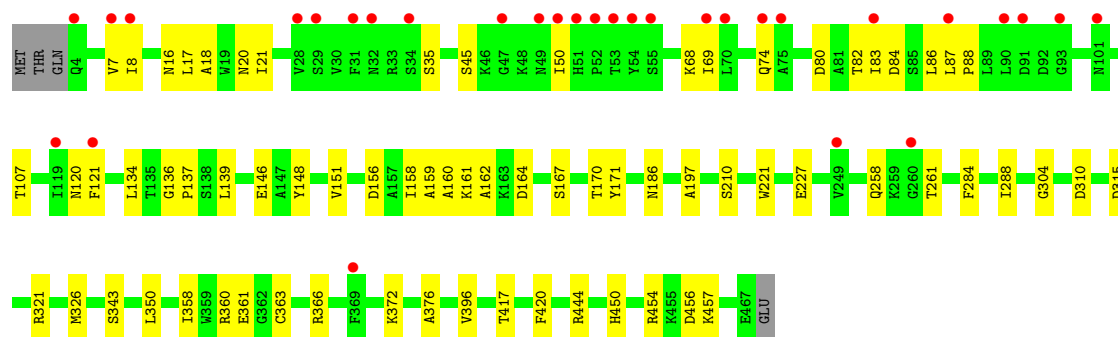 MET THR GLN Q4 V7 I8 N16 L17 A18 W19 N20 I21 V28 S29 V30 F31 N32 R33 S34 S35 S45 K46 G47 K48 N49 I50 H51 P52 T53 Y54 S55 K68 I69 L70 Q74 A75 D80 A81 T82 I83 D84 S85 L86 L87 P88 L89 L90 D91 D92 G93 N101
T107 I119 N120 F121 L134 T135 G136 P137 S138 L139 E146 A147 Y148 V151 D156 A157 I158 A159 A160 K161 A162 K163 D164 S167 T170 Y171 N186 A197 S210 W221 E227 V249 Q258 K259 G260 T261 F284 I288 G304 D310 D315
R321 M326 S343 L350 I358 W359 R360 E361 G362 C363 R366 F369 K372 A376 V396 T417 F420 R444 H450 R454 K455 D456 K457 E467 GLU